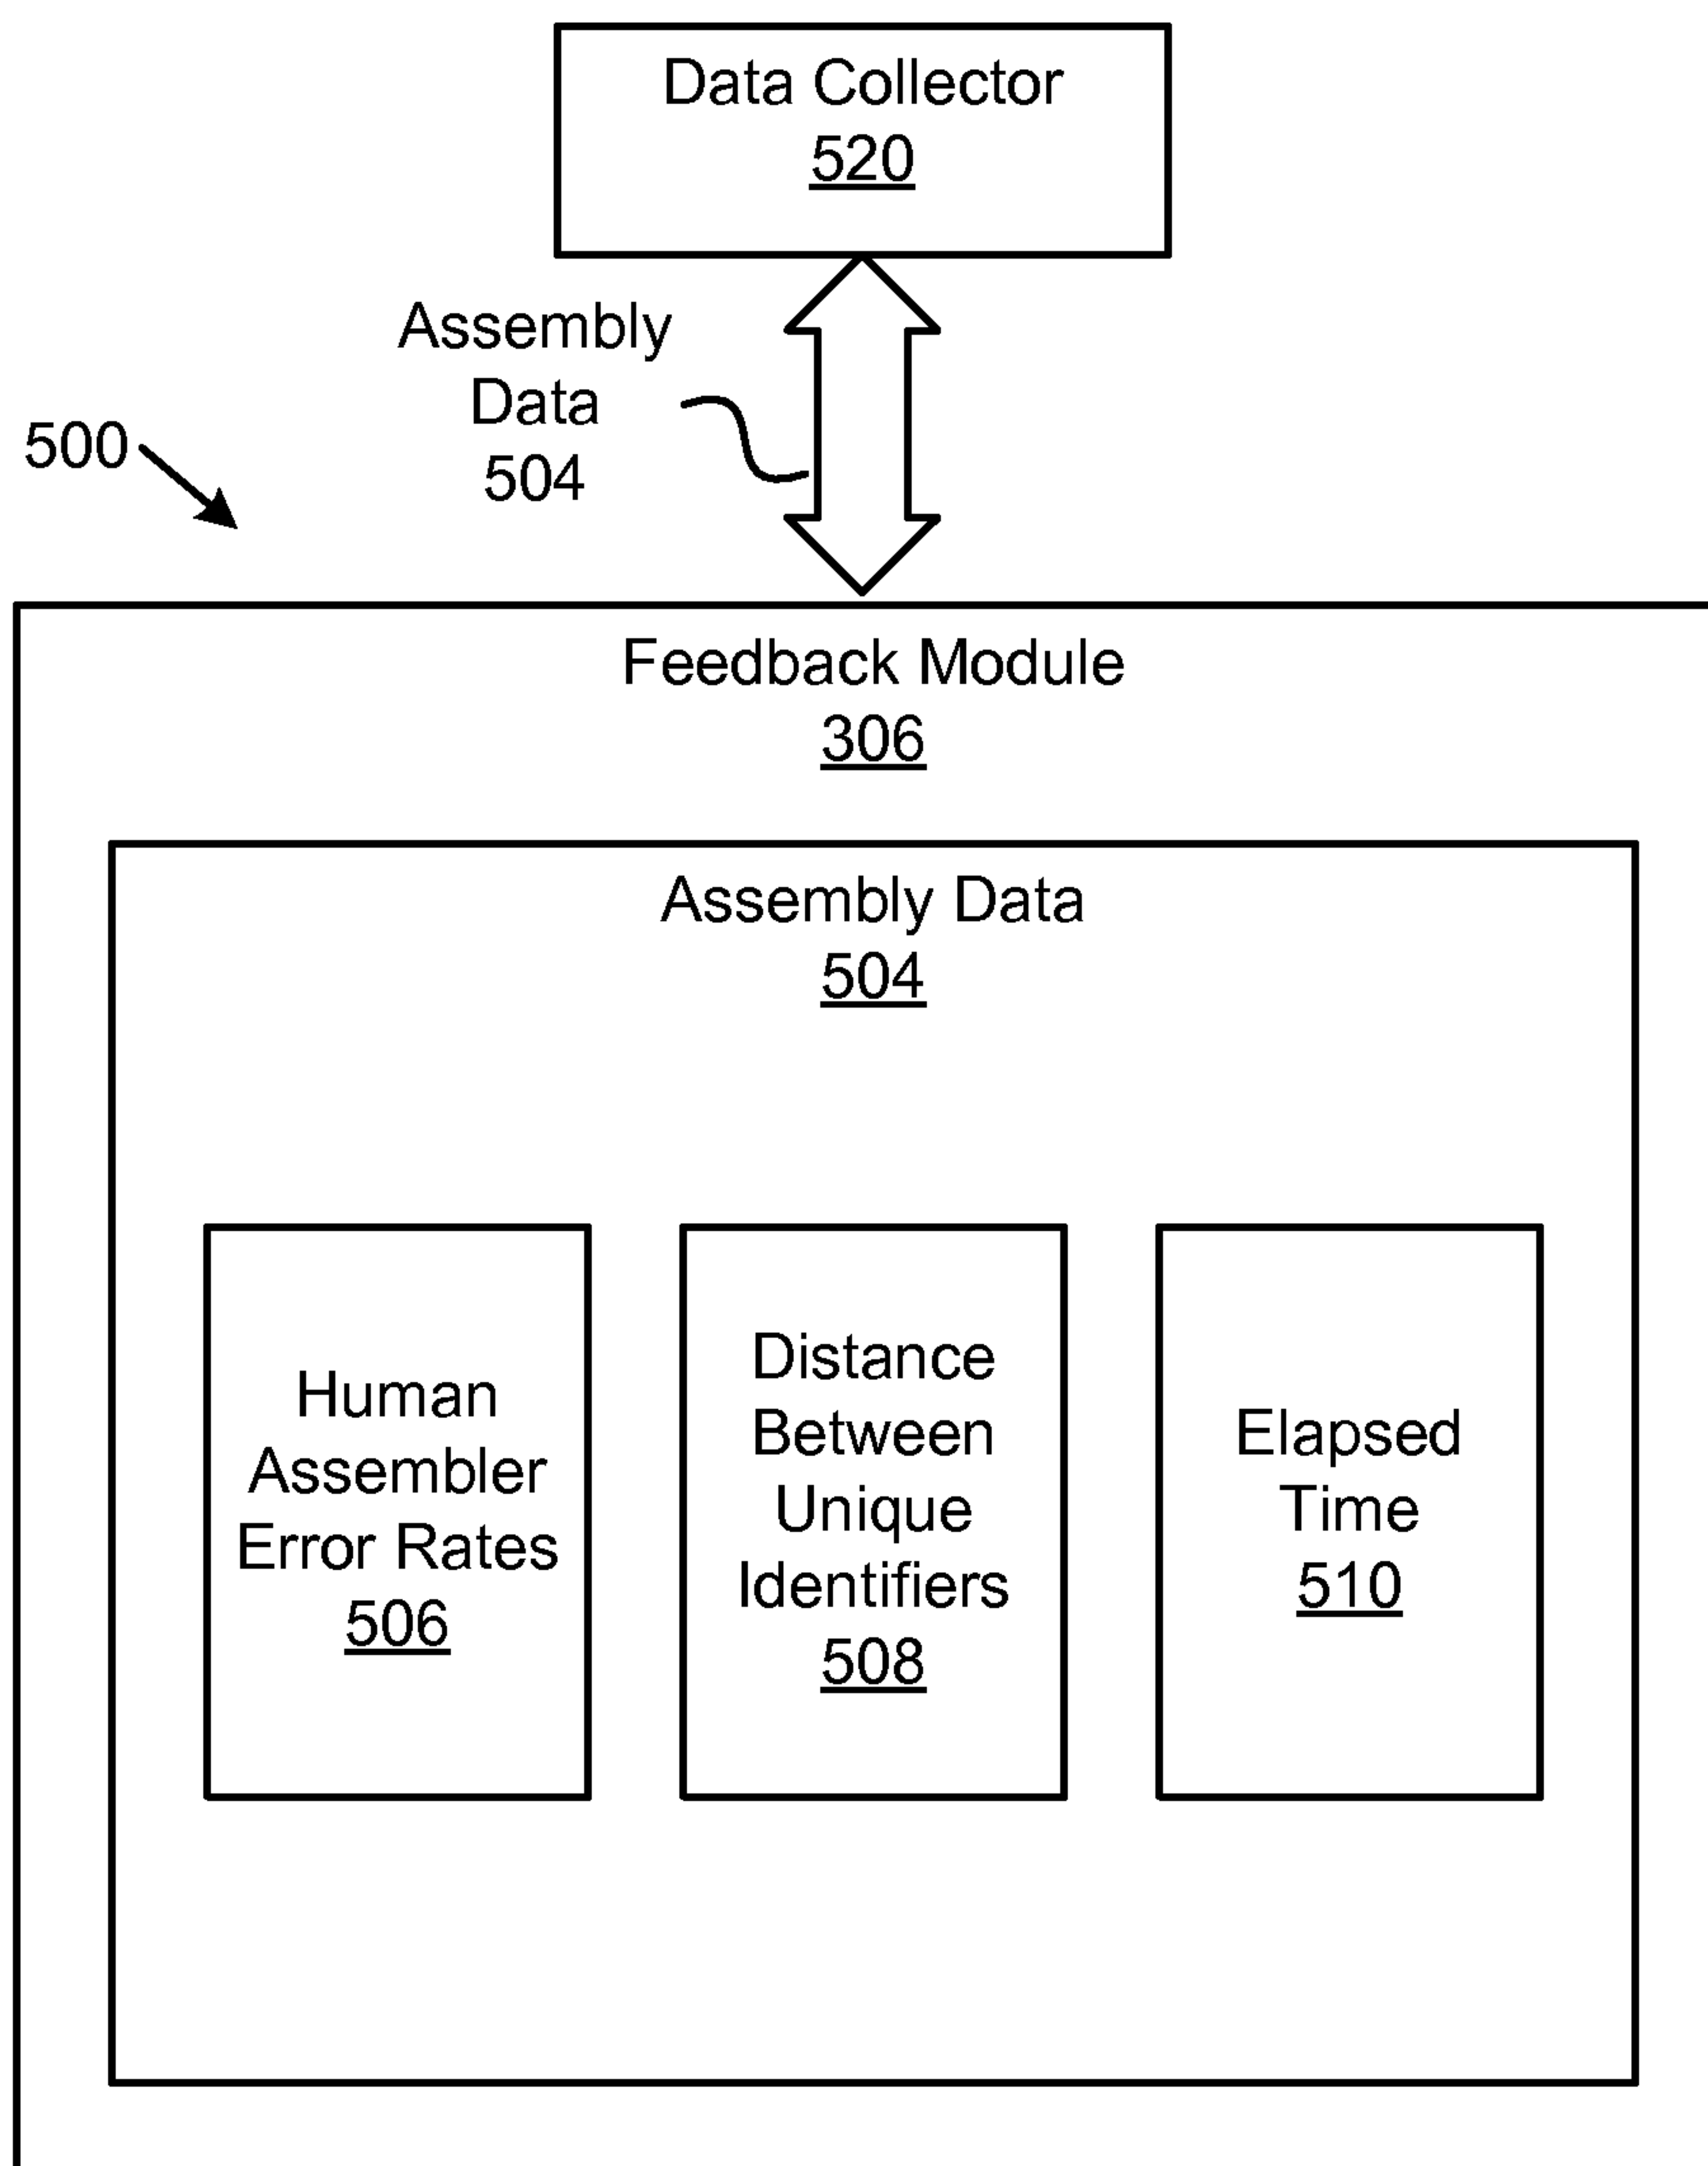 Data Collector
520
Assembly
Data
504
500
Feedback Module
306
Assembly Data
504
Human
Assembler
Error Rates
506
Distance
Between
Unique
Identifiers
508
Elapsed
Time
510